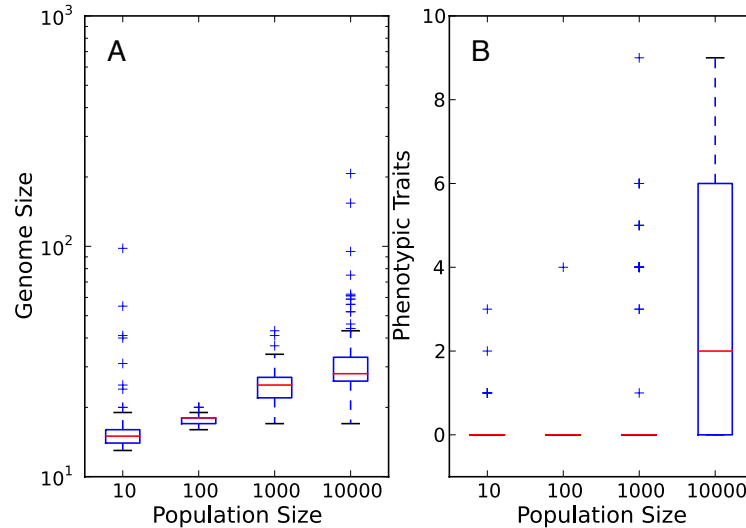 A
Genome Size
10³
10²
10¹
10 100 1000 10000
Population Size
B
Phenotypic Traits
10
8
6
4
2
0
10 100 1000 10000
Population Size